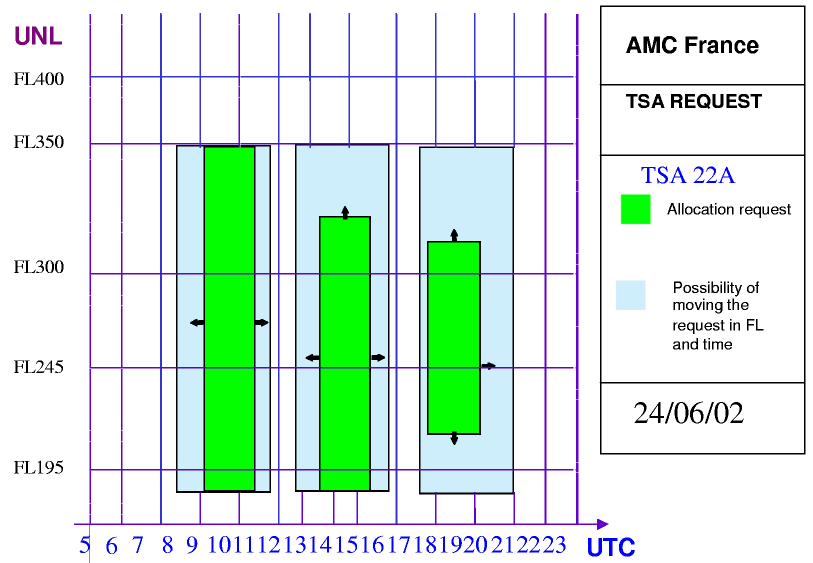 UNL
FL400
FL350
FL300
FL245
FL195
5 6 7 8 9 10 11 12 13 14 15 16 17 18 19 20 21 22 23 UTC
AMC France
TSA REQUEST
TSA 22A
Allocation request
Possibility of
moving the
request in FL
and time
24/06/02